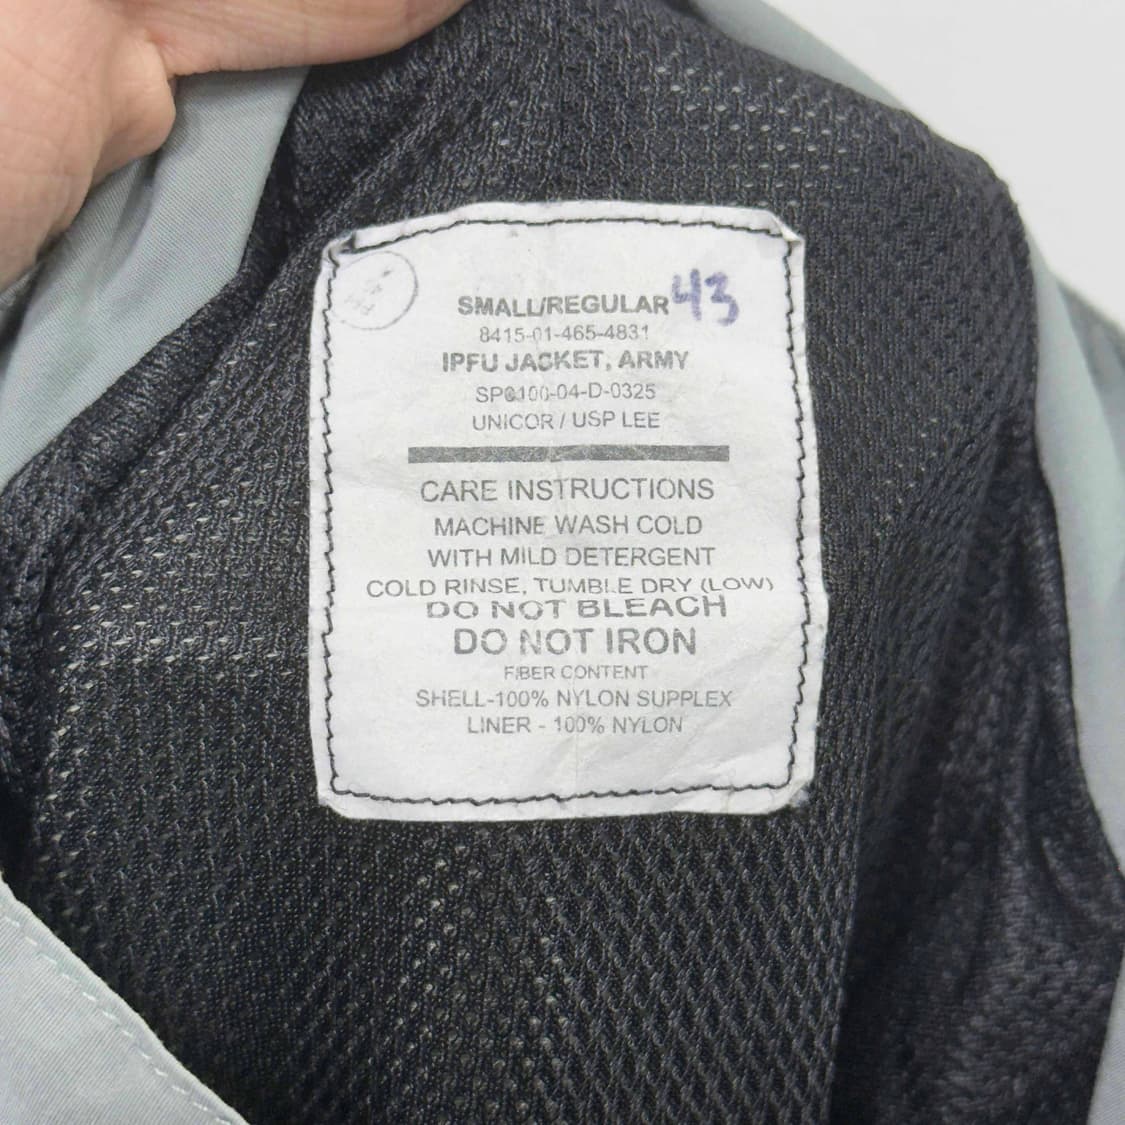 SMALL/REGULAR 43
8415-01-465-4831
IPFU JACKET, ARMY
SP0100-04-D-0325
UNICOR / USP LEE
CARE INSTRUCTIONS
MACHINE WASH COLD
WITH MILD DETERGENT
COLD RINSE, TUMBLE DRY (LOW)
DO NOT BLEACH
DO NOT IRON
FIBER CONTENT
SHELL-100% NYLON SUPPLEX
LINER - 100% NYLON